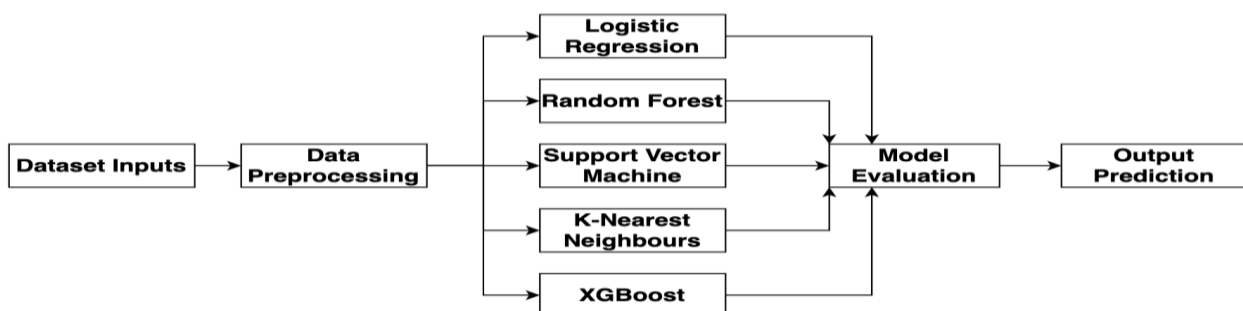 Dataset Inputs
Data
Preprocessing
Logistic
Regression
Random Forest
Support Vector
Machine
K-Nearest
Neighbours
XGBoost
Model
Evaluation
Output
Prediction